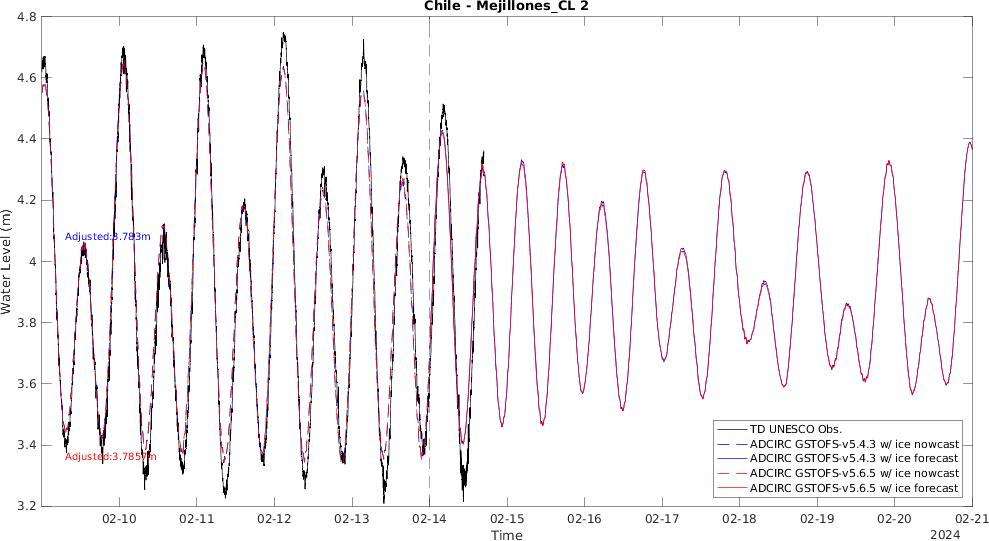 Chile - Mejillones_CL 2
4.8
4.6
4.4
4.2
4
3.8
3.6
3.4
3.2
Water Level (m)
Adjusted:3.783m
Adjusted:3.7857m
TD UNESCO Obs.
ADCIRC GSTOFS-v5.4.3 w/ ice nowcast
ADCIRC GSTOFS-v5.4.3 w/ ice forecast
ADCIRC GSTOFS-v5.6.5 w/ ice nowcast
ADCIRC GSTOFS-v5.6.5 w/ ice forecast
02-10 02-11 02-12 02-13 02-14 02-15 02-16 02-17 02-18 02-19 02-20 02-21
Time
2024